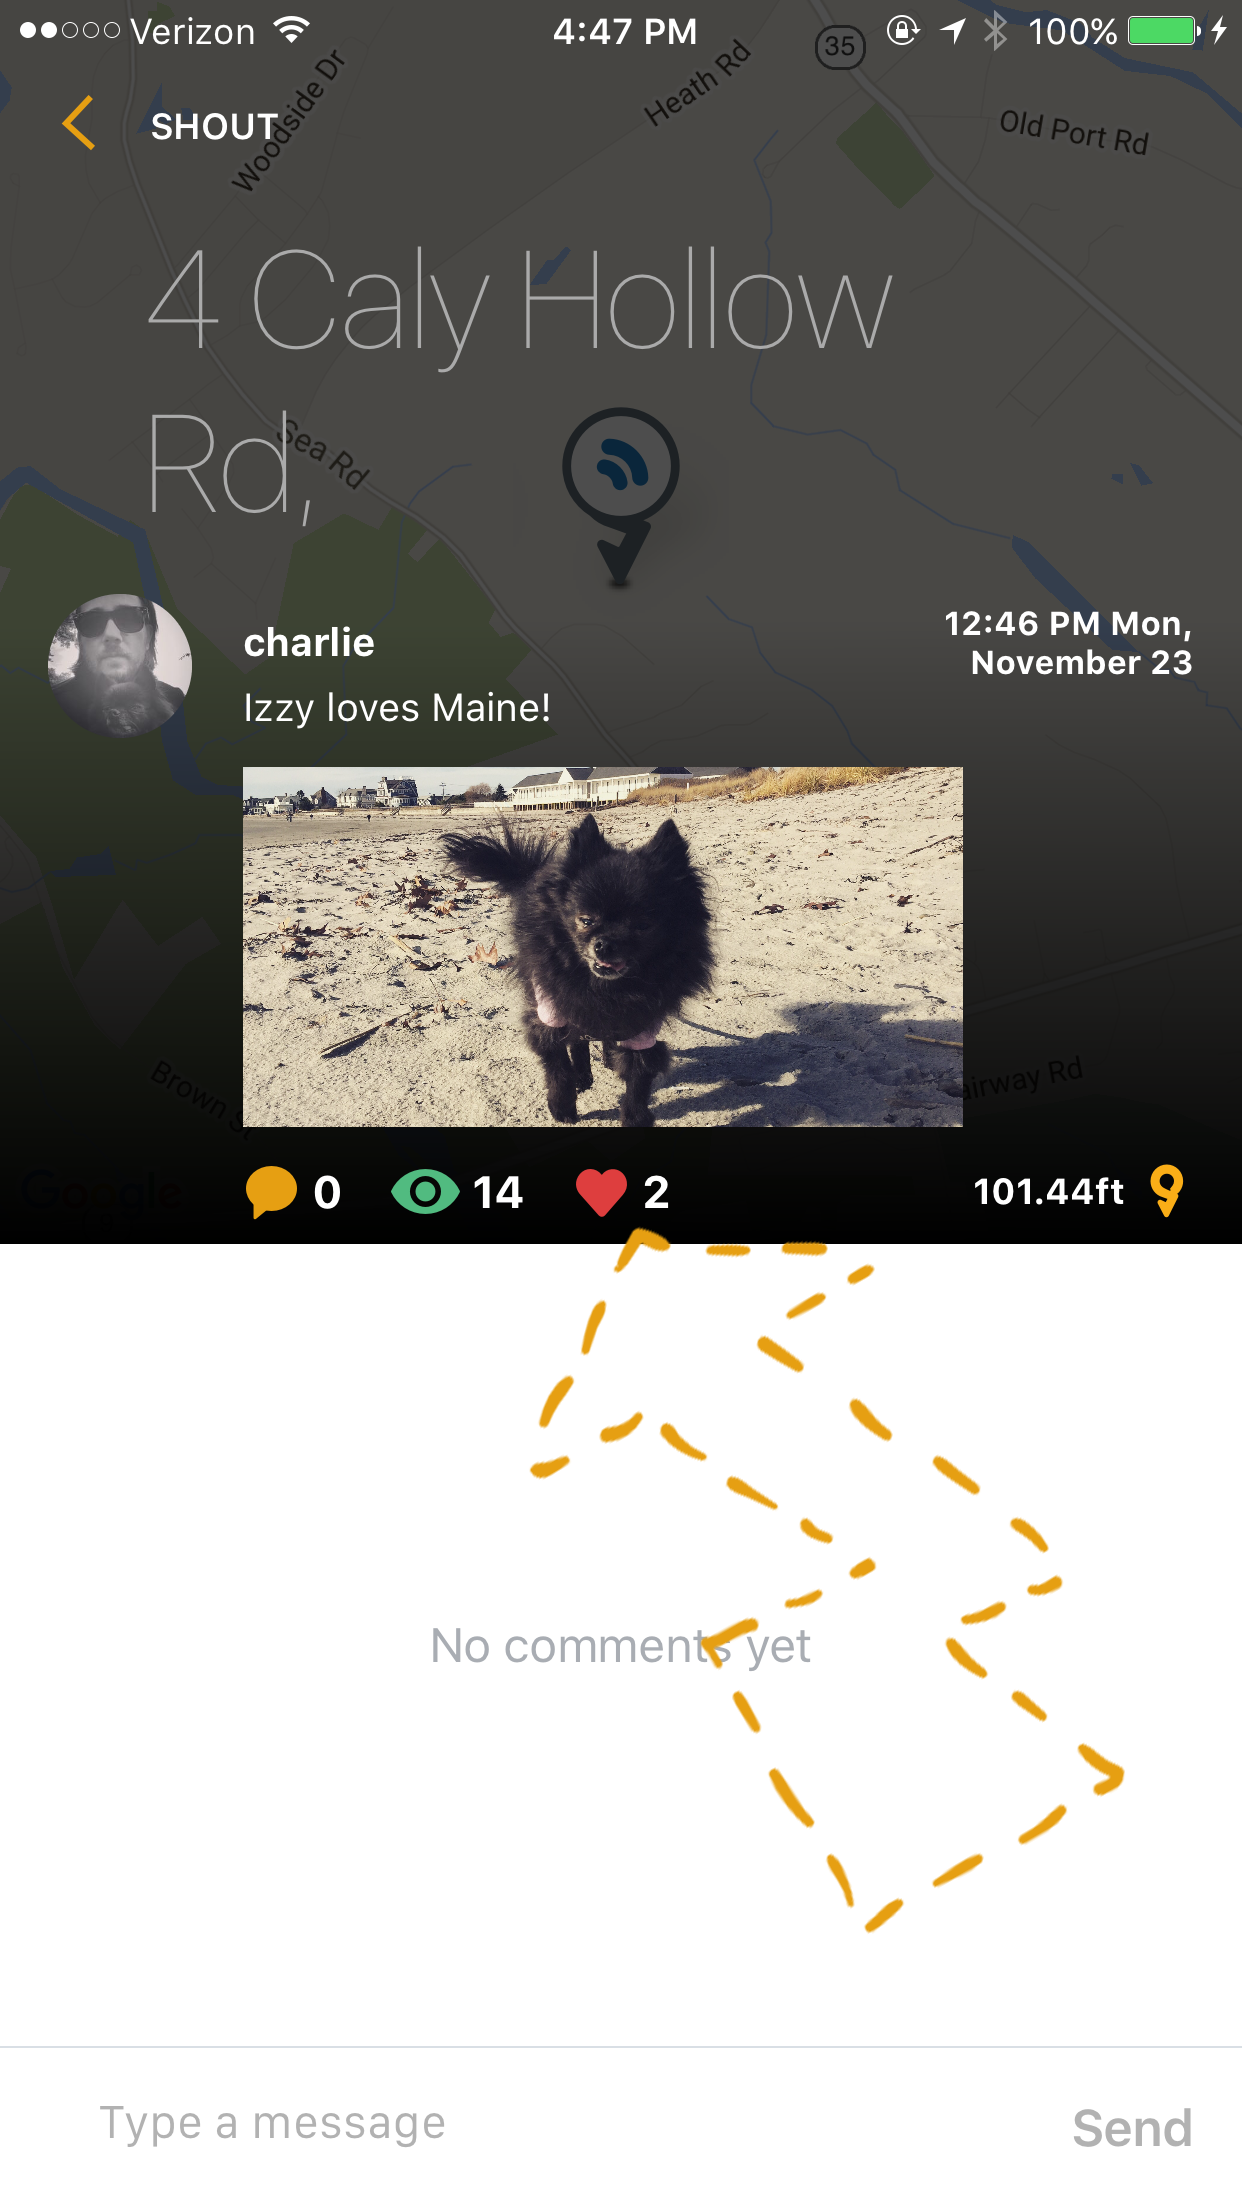 Verizon 4:47 PM 100%
35
Woodside Dr
Heath Rd
Old Port Rd
SHOUT
4 Caly Hollow
Rd,
Sea Rd
charlie
12:46 PM Mon,
November 23
Izzy loves Maine!
Brown St
airway Rd
Google
0 14 2 101.44ft
No comments yet
Type a message
Send